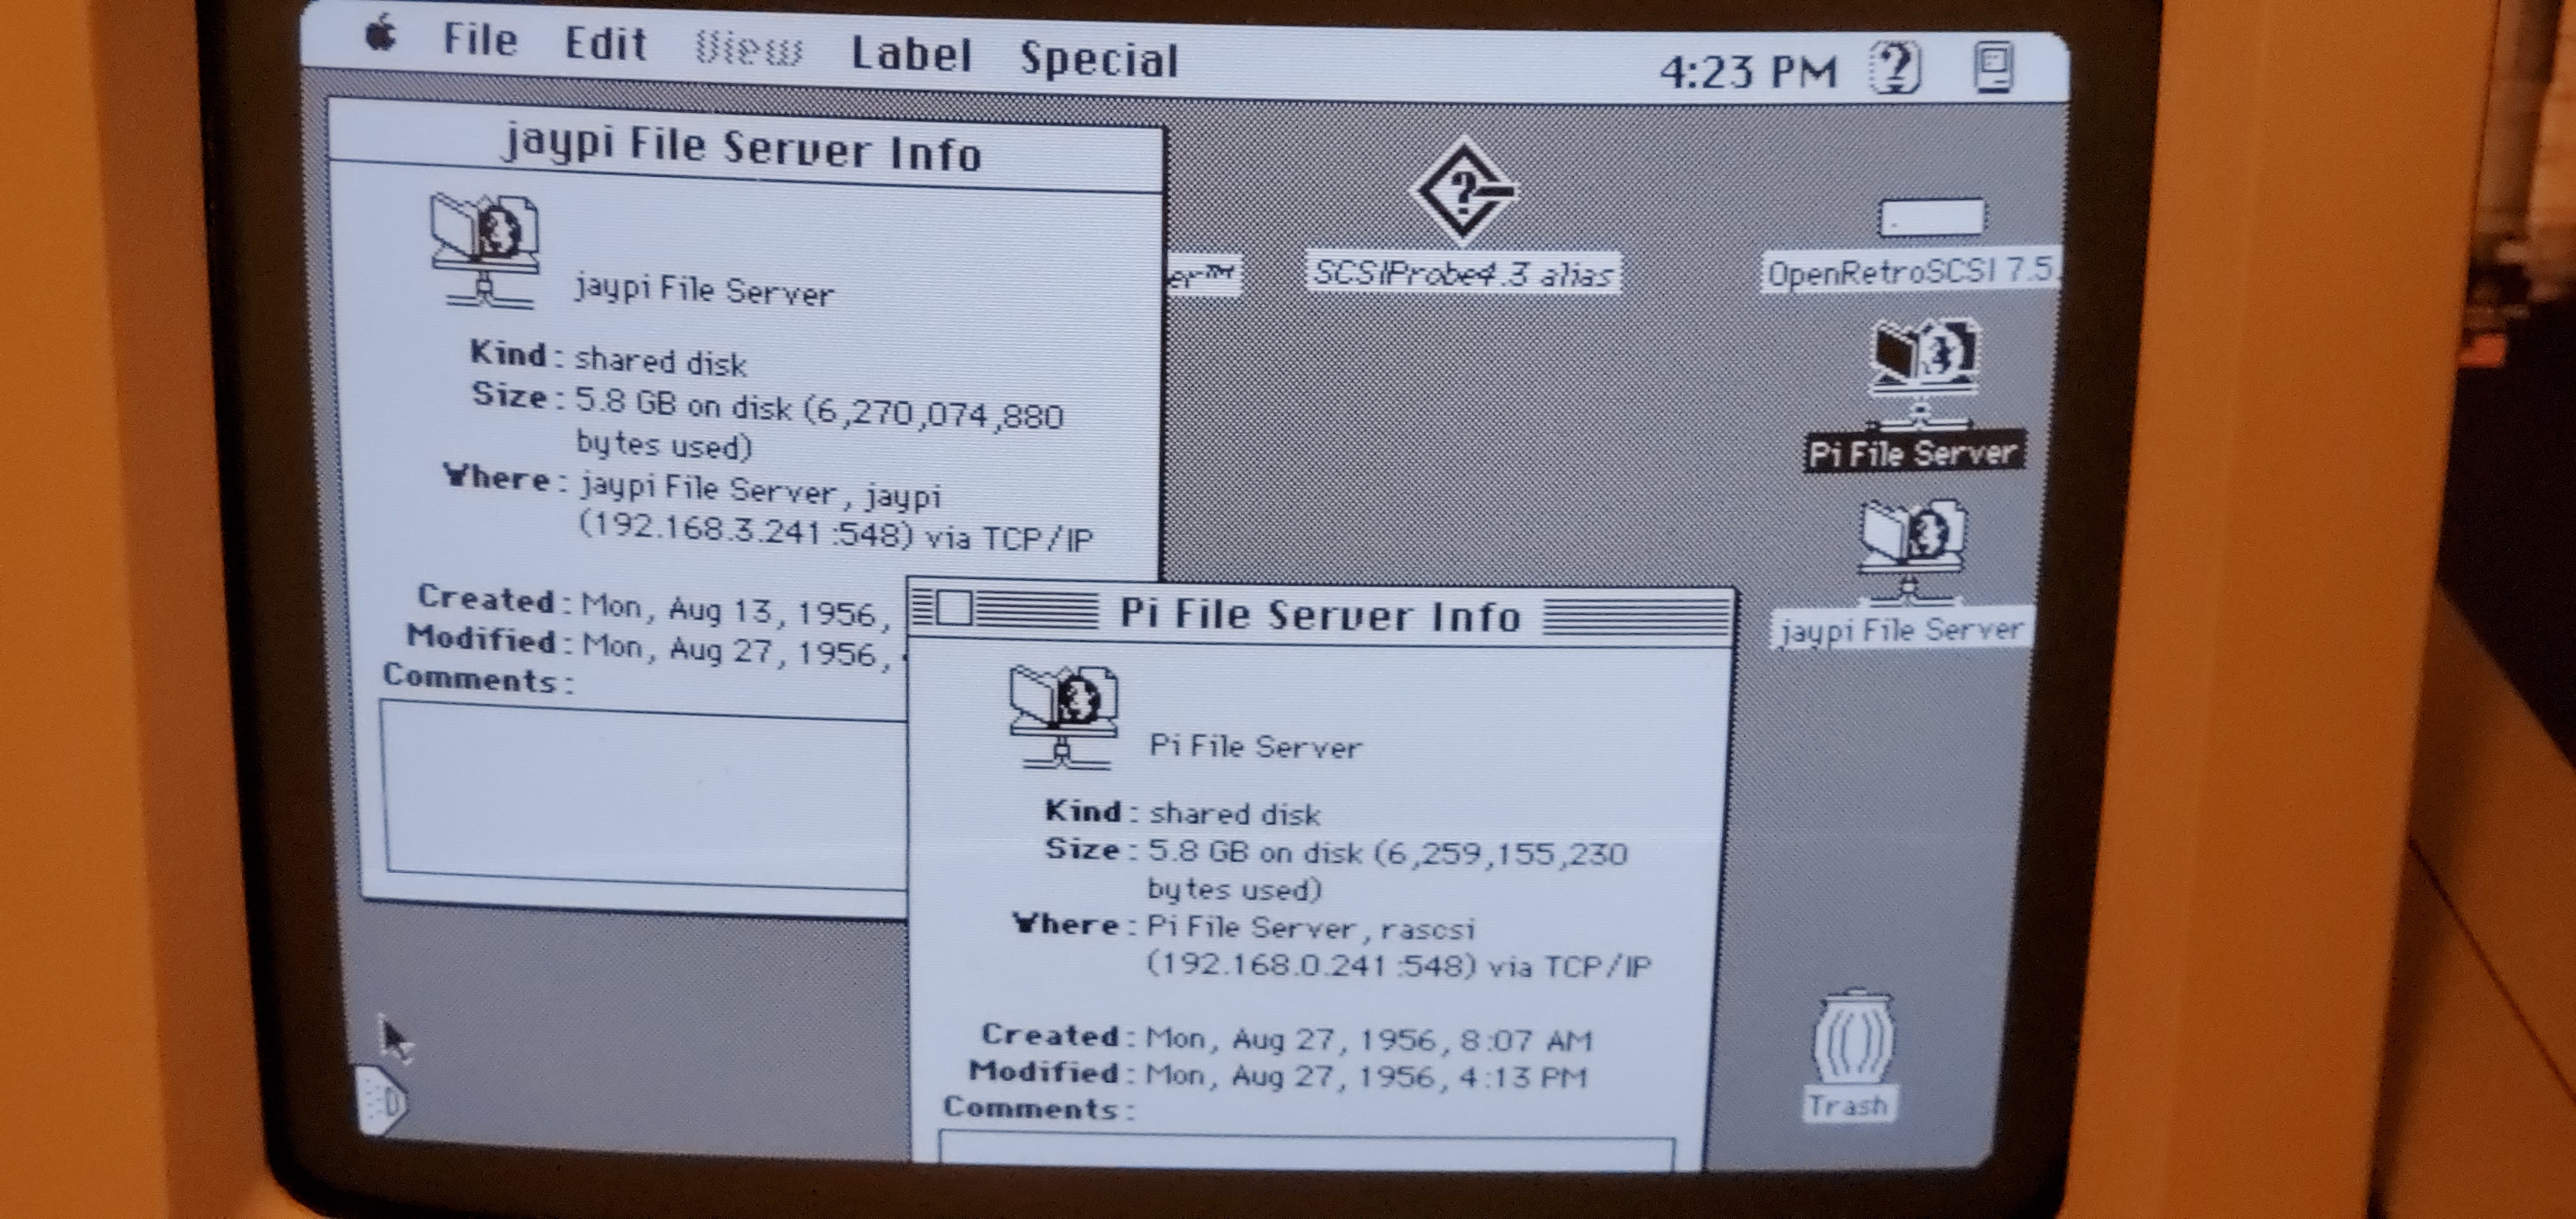 File Edit View Label Special 4:23 PM
jaypi File Server Info
jaypi File Server
Kind: shared disk
Size: 5.8 GB on disk (6,270,074,880
bytes used)
Where: jaypi File Server, jaypi
(192.168.3.241:548) via TCP/IP
Created: Mon, Aug 13, 1956,
Modified: Mon, Aug 27, 1956,
Comments:
Pi File Server Info
Pi File Server
Kind: shared disk
Size: 5.8 GB on disk (6,259,155,230
bytes used)
Where: Pi File Server, rascsi
(192.168.0.241:548) via TCP/IP
Created: Mon, Aug 27, 1956, 8:07 AM
Modified: Mon, Aug 27, 1956, 4:13 PM
Comments:
er™
SCSIProbe4.3 alias
OpenRetroSCSI 7.5.
Pi File Server
jaypi File Server
Trash